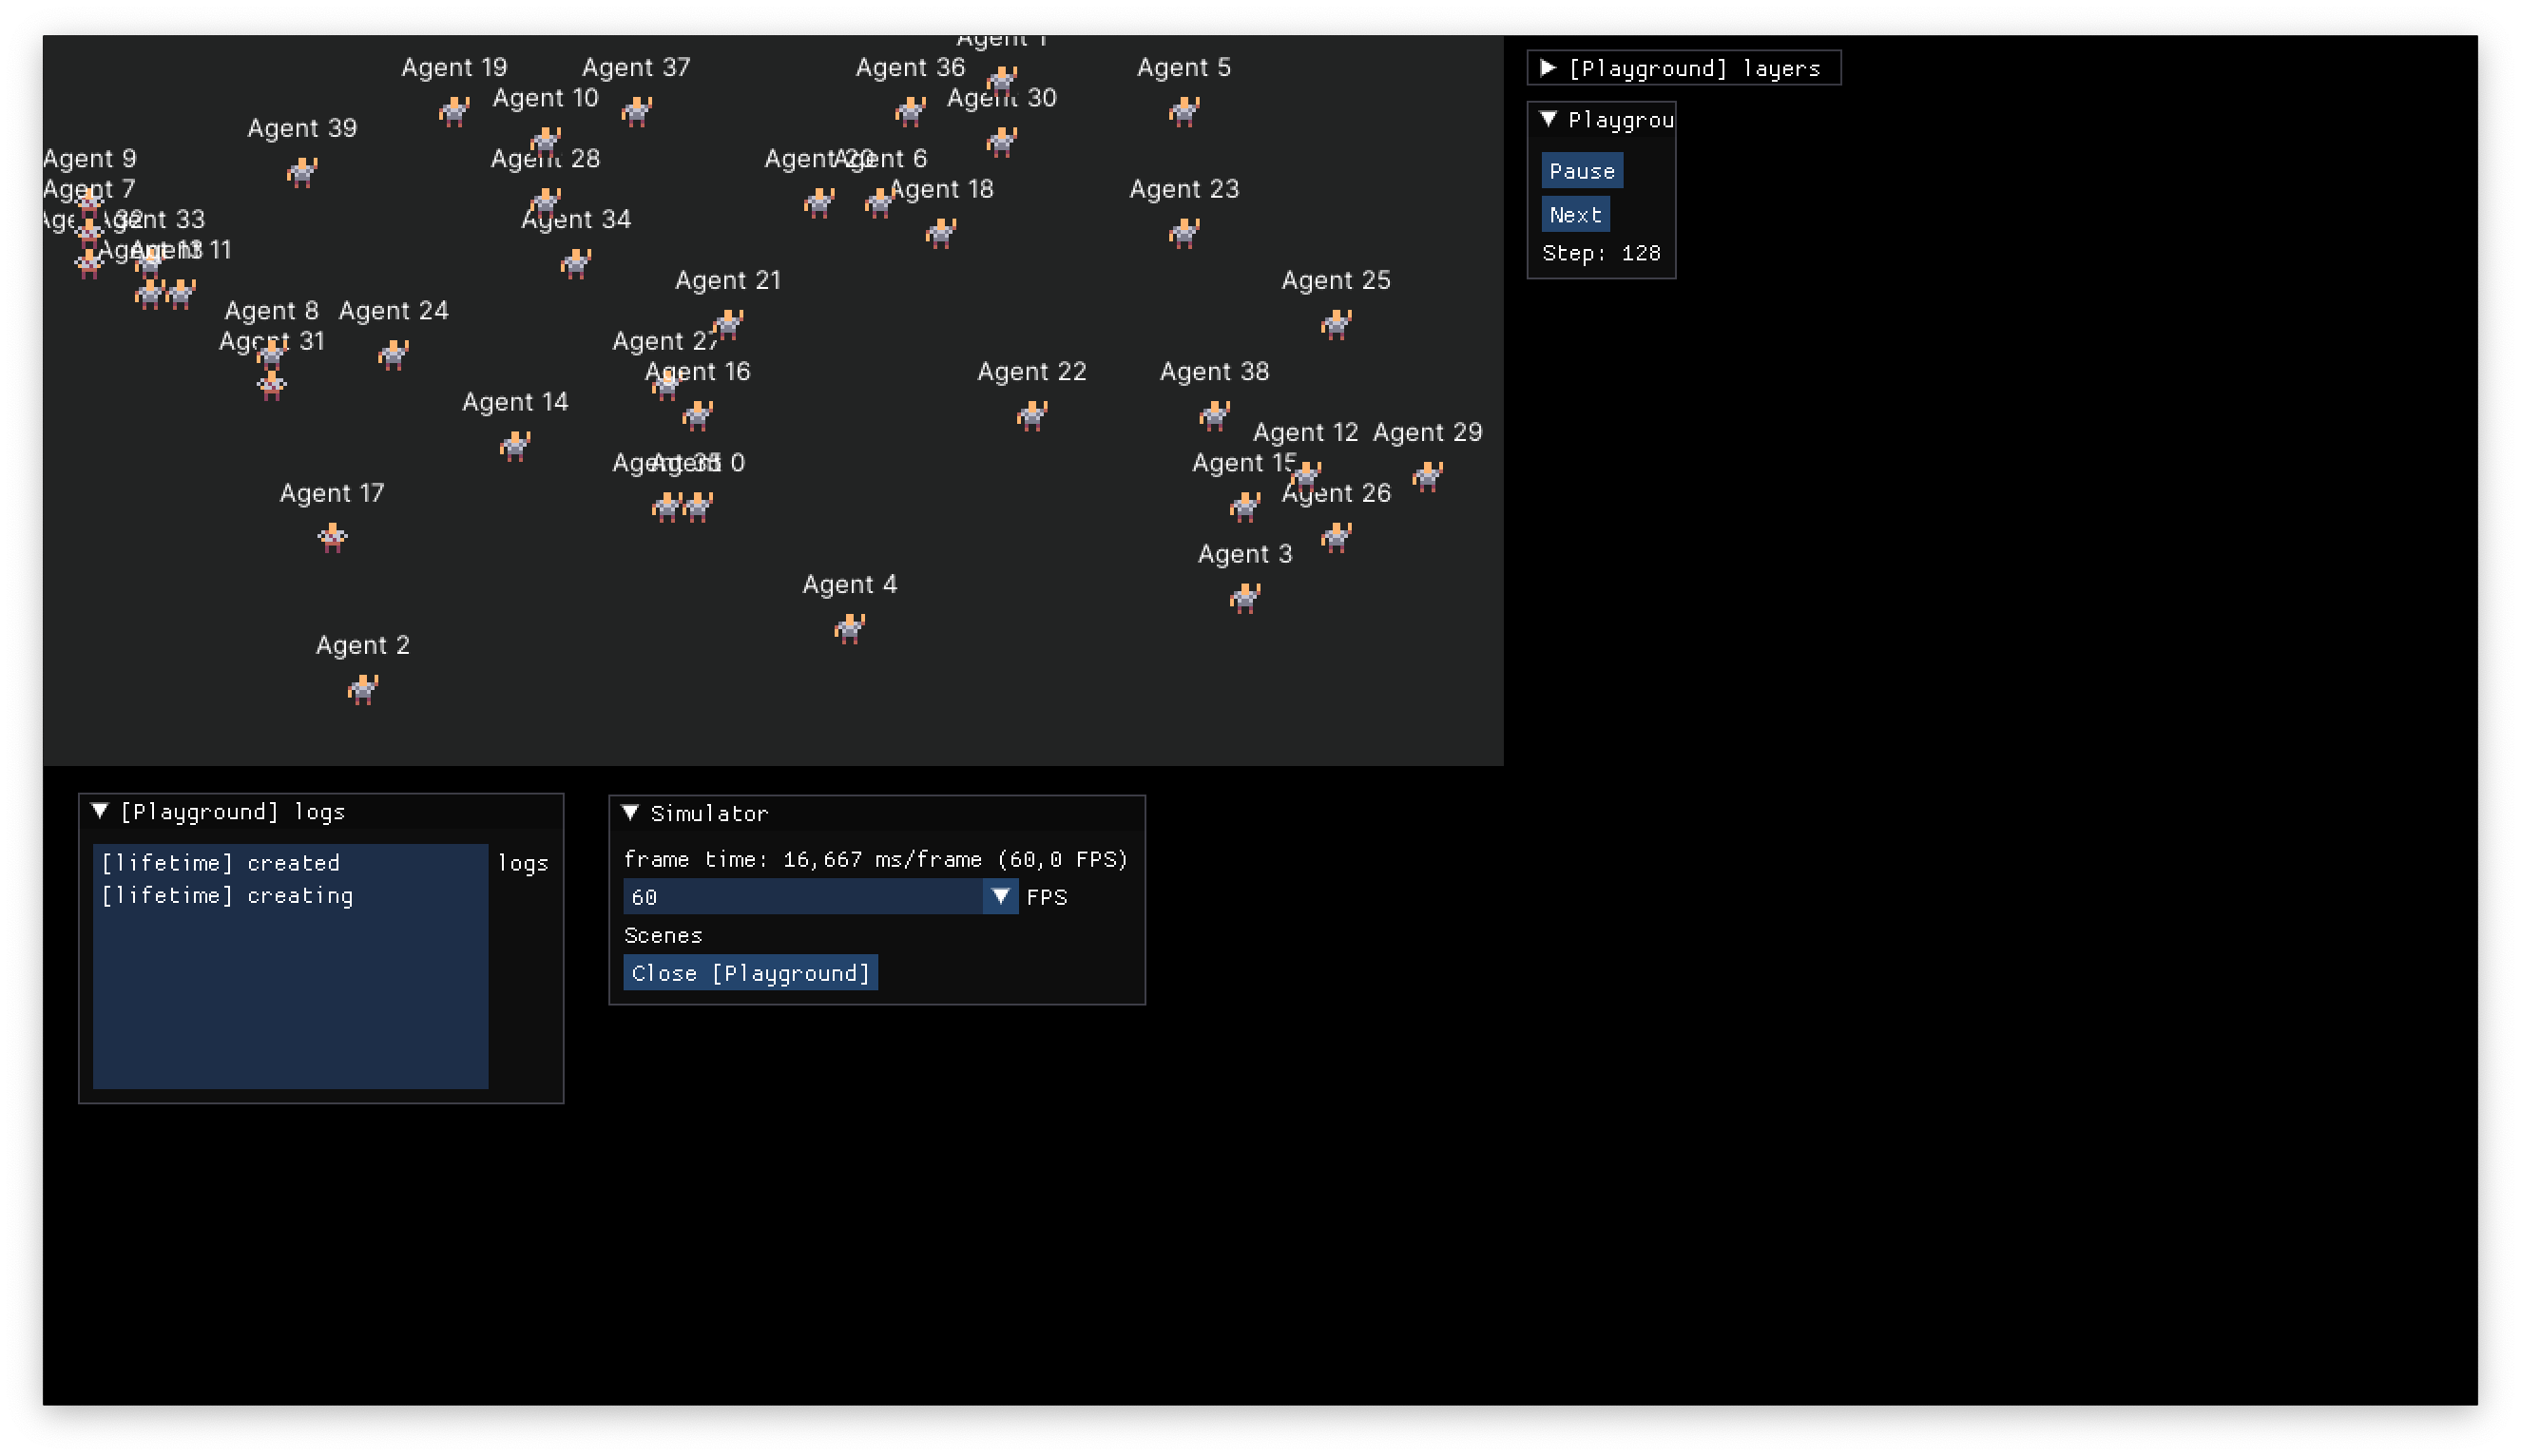 Agent 1
Agent 19
Agent 37
Agent 36
Agent 5
Agent 10
Agent 30
Agent 39
Agent 9
Agent 28
Agent 20
Agent 6
Agent 7
Agent 18
Agent 23
32
Agent 33
Agent 34
Agent
Agent 11
Agent 21
Agent 25
Agent 8
Agent 24
Agent 31
Agent 27
Agent 16
Agent 22
Agent 38
Agent 14
Agent 12
Agent 29
Agent 35
Agent 0
Agent 15
Agent 17
Agent 26
Agent 3
Agent 4
Agent 2
[Playground] layers
Playgrou
Pause
Next
Step: 128
[Playground] logs
[lifetime] created
[lifetime] creating
logs
Simulator
frame time: 16,667 ms/frame (60,0 FPS)
60
FPS
Scenes
Close [Playground]